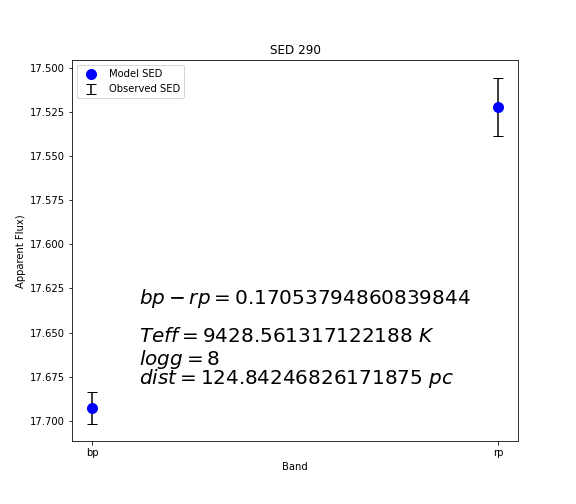 SED 290
17.500
Model SED
Observed SED
17.525
17.550
17.575
17.600
17.625
17.650
17.675
17.700
Apparent Flux)
bp − rp = 0.17053794860839844
Teff = 9428.561317122188 K
logg = 8
dist = 124.84246826171875 pc
bp
rp
Band